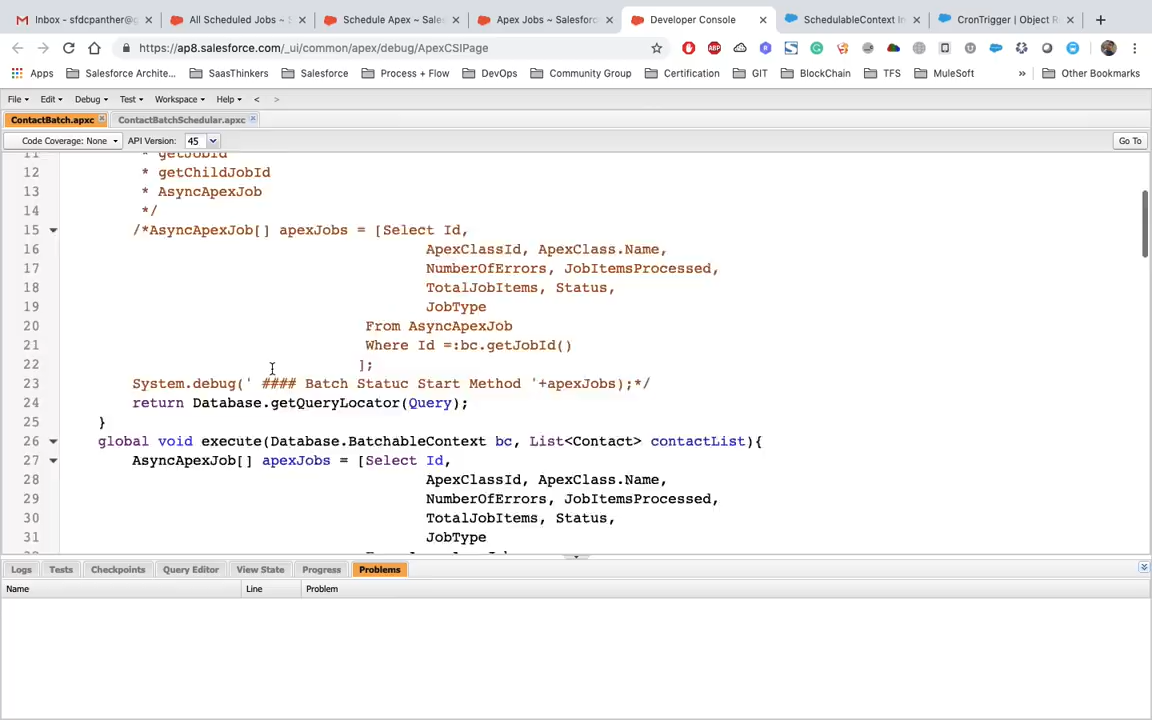 Inbox - sfdcpanther@g
All Scheduled Jobs ~ S
Schedule Apex ~ Sales
Apex Jobs ~ Salesforc
Developer Console
SchedulableContext In
CronTrigger | Object R
https://ap8.salesforce.com/_ui/common/apex/debug/ApexCSIPage
Apps
Salesforce Archite...
SaasThinkers
Salesforce
Process + Flow
DevOps
Community Group
Certification
GIT
BlockChain
TFS
MuleSoft
»
Other Bookmarks
File Edit Debug Test Workspace Help < >
ContactBatch.apxc ContactBatchSchedular.apxc
Code Coverage: None API Version: 45 Go To
11 * getJobId
12 * getChildJobId
13 * AsyncApexJob
14 */
15 /*AsyncApexJob[] apexJobs = [Select Id,
16 ApexClassId, ApexClass.Name,
17 NumberOfErrors, JobItemsProcessed,
18 TotalJobItems, Status,
19 JobType
20 From AsyncApexJob
21 Where Id =:bc.getJobId()
22 ];
23 System.debug(' #### Batch Statuc Start Method '+apexJobs);*/
24 return Database.getQueryLocator(Query);
25 }
26 global void execute(Database.BatchableContext bc, List<Contact> contactList){
27 AsyncApexJob[] apexJobs = [Select Id,
28 ApexClassId, ApexClass.Name,
29 NumberOfErrors, JobItemsProcessed,
30 TotalJobItems, Status,
31 JobType
Logs Tests Checkpoints Query Editor View State Progress Problems
Name Line Problem